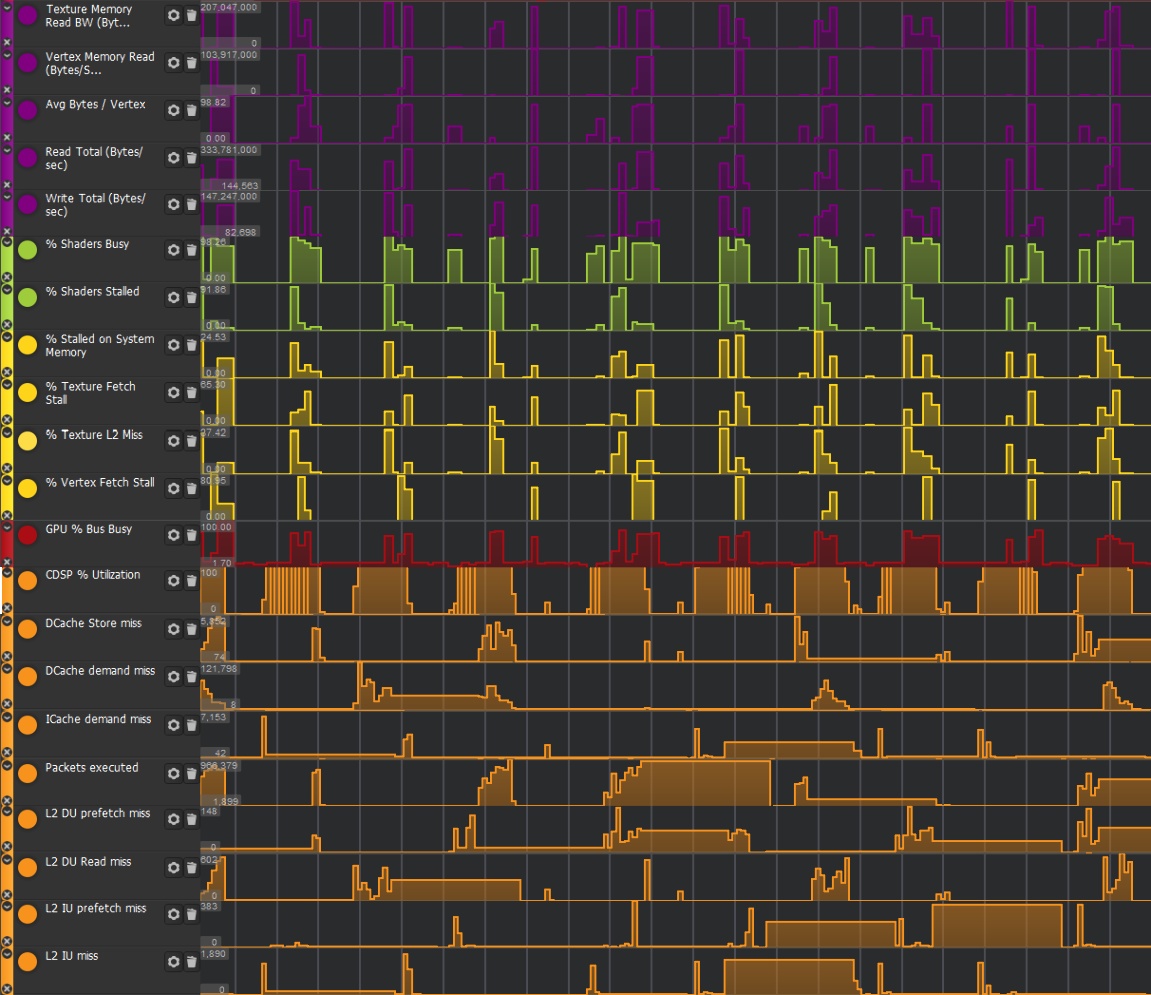 Texture Memory
Read BW (Byt...
207,047,000
0
Vertex Memory Read
(Bytes/S...
103,917,000
0
Avg Bytes / Vertex
98.82
0.00
Read Total (Bytes/
sec)
333,781,000
144,563
Write Total (Bytes/
sec)
147,247,000
82,698
% Shaders Busy
0.00
% Shaders Stalled
91.88
0.00
% Stalled on System
Memory
24.53
0.00
% Texture Fetch
Stall
65.30
0.00
% Texture L2 Miss
37.42
0.00
% Vertex Fetch Stall
80.95
0.00
GPU % Bus Busy
100.00
1.70
CDSP % Utilization
100
0
DCache Store miss
74
DCache demand miss
121,798
8
ICache demand miss
7,153
42
Packets executed
1,899
L2 DU prefetch miss
148
0
L2 DU Read miss
0
L2 IU prefetch miss
383
0
L2 IU miss
1,890
0